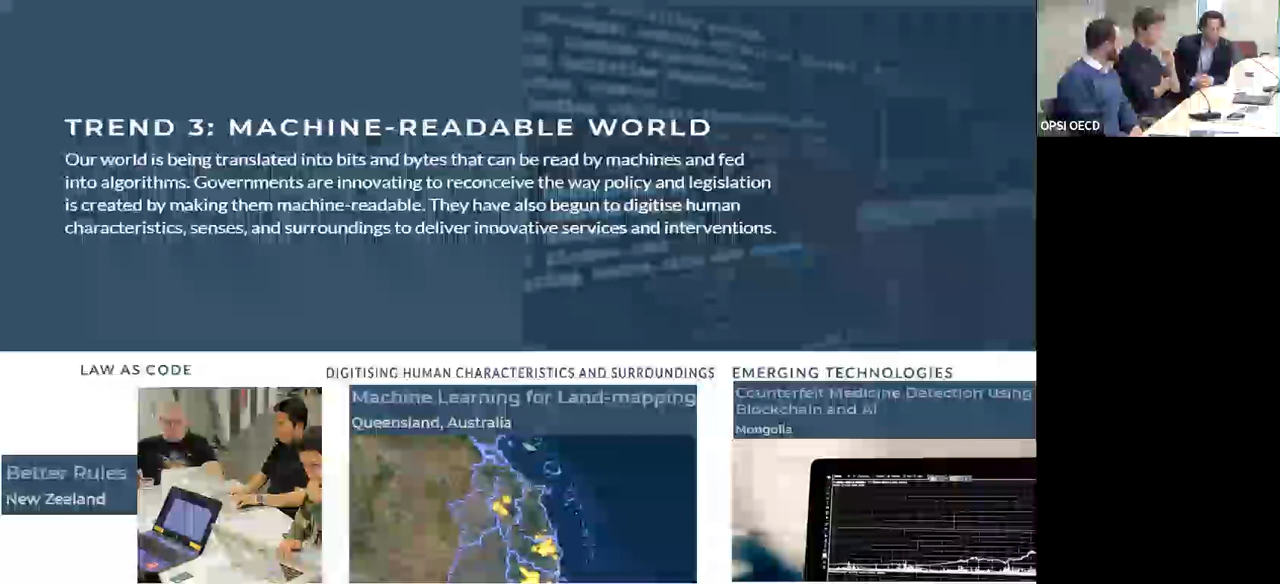 TREND 3: MACHINE-READABLE WORLD
Our world is being translated into bits and bytes that can be read by machines and fed
into algorithms. Governments are innovating to reconceive the way policy and legislation
is created by making them machine-readable. They have also begun to digitise human
characteristics, senses, and surroundings to deliver innovative services and interventions.
OPSI OECD
LAW AS CODE
Better Rules
New Zealand
DIGITISING HUMAN CHARACTERISTICS AND SURROUNDINGS
Machine Learning for Land-mapping
Queensland, Australia
EMERGING TECHNOLOGIES
Counterfeit Medicine Detection using
Blockchain and AI
Mongolia